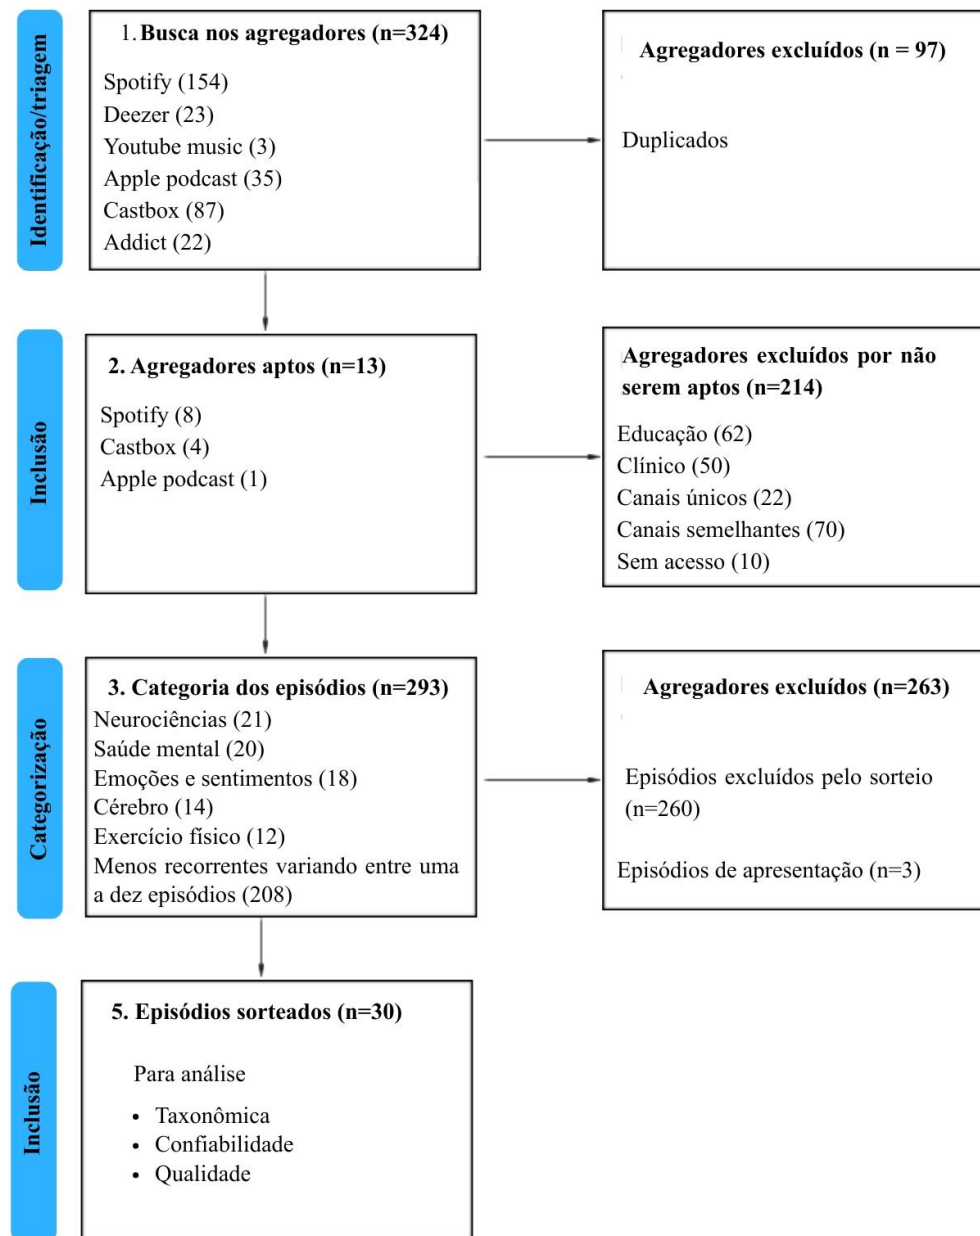 Identificação/triagem
1. Busca nos agregadores (n=324)
Spotify (154)
Deezer (23)
Youtube music (3)
Apple podcast (35)
Castbox (87)
Addict (22)
Agregadores excluídos (n = 97)
Duplicados
Inclusão
2. Agregadores aptos (n=13)
Spotify (8)
Castbox (4)
Apple podcast (1)
Agregadores excluídos por não
serem aptos (n=214)
Educação (62)
Clínico (50)
Canais únicos (22)
Canais semelhantes (70)
Sem acesso (10)
Categorização
3. Categoria dos episódios (n=293)
Neurociências (21)
Saúde mental (20)
Emoções e sentimentos (18)
Cérebro (14)
Exercício físico (12)
Menos recorrentes variando entre uma
a dez episódios (208)
Agregadores excluídos (n=263)
Episódios excluídos pelo sorteio
(n=260)
Episódios de apresentação (n=3)
Inclusão
5. Episódios sorteados (n=30)
Para análise
• Taxonômica
• Confiabilidade
• Qualidade